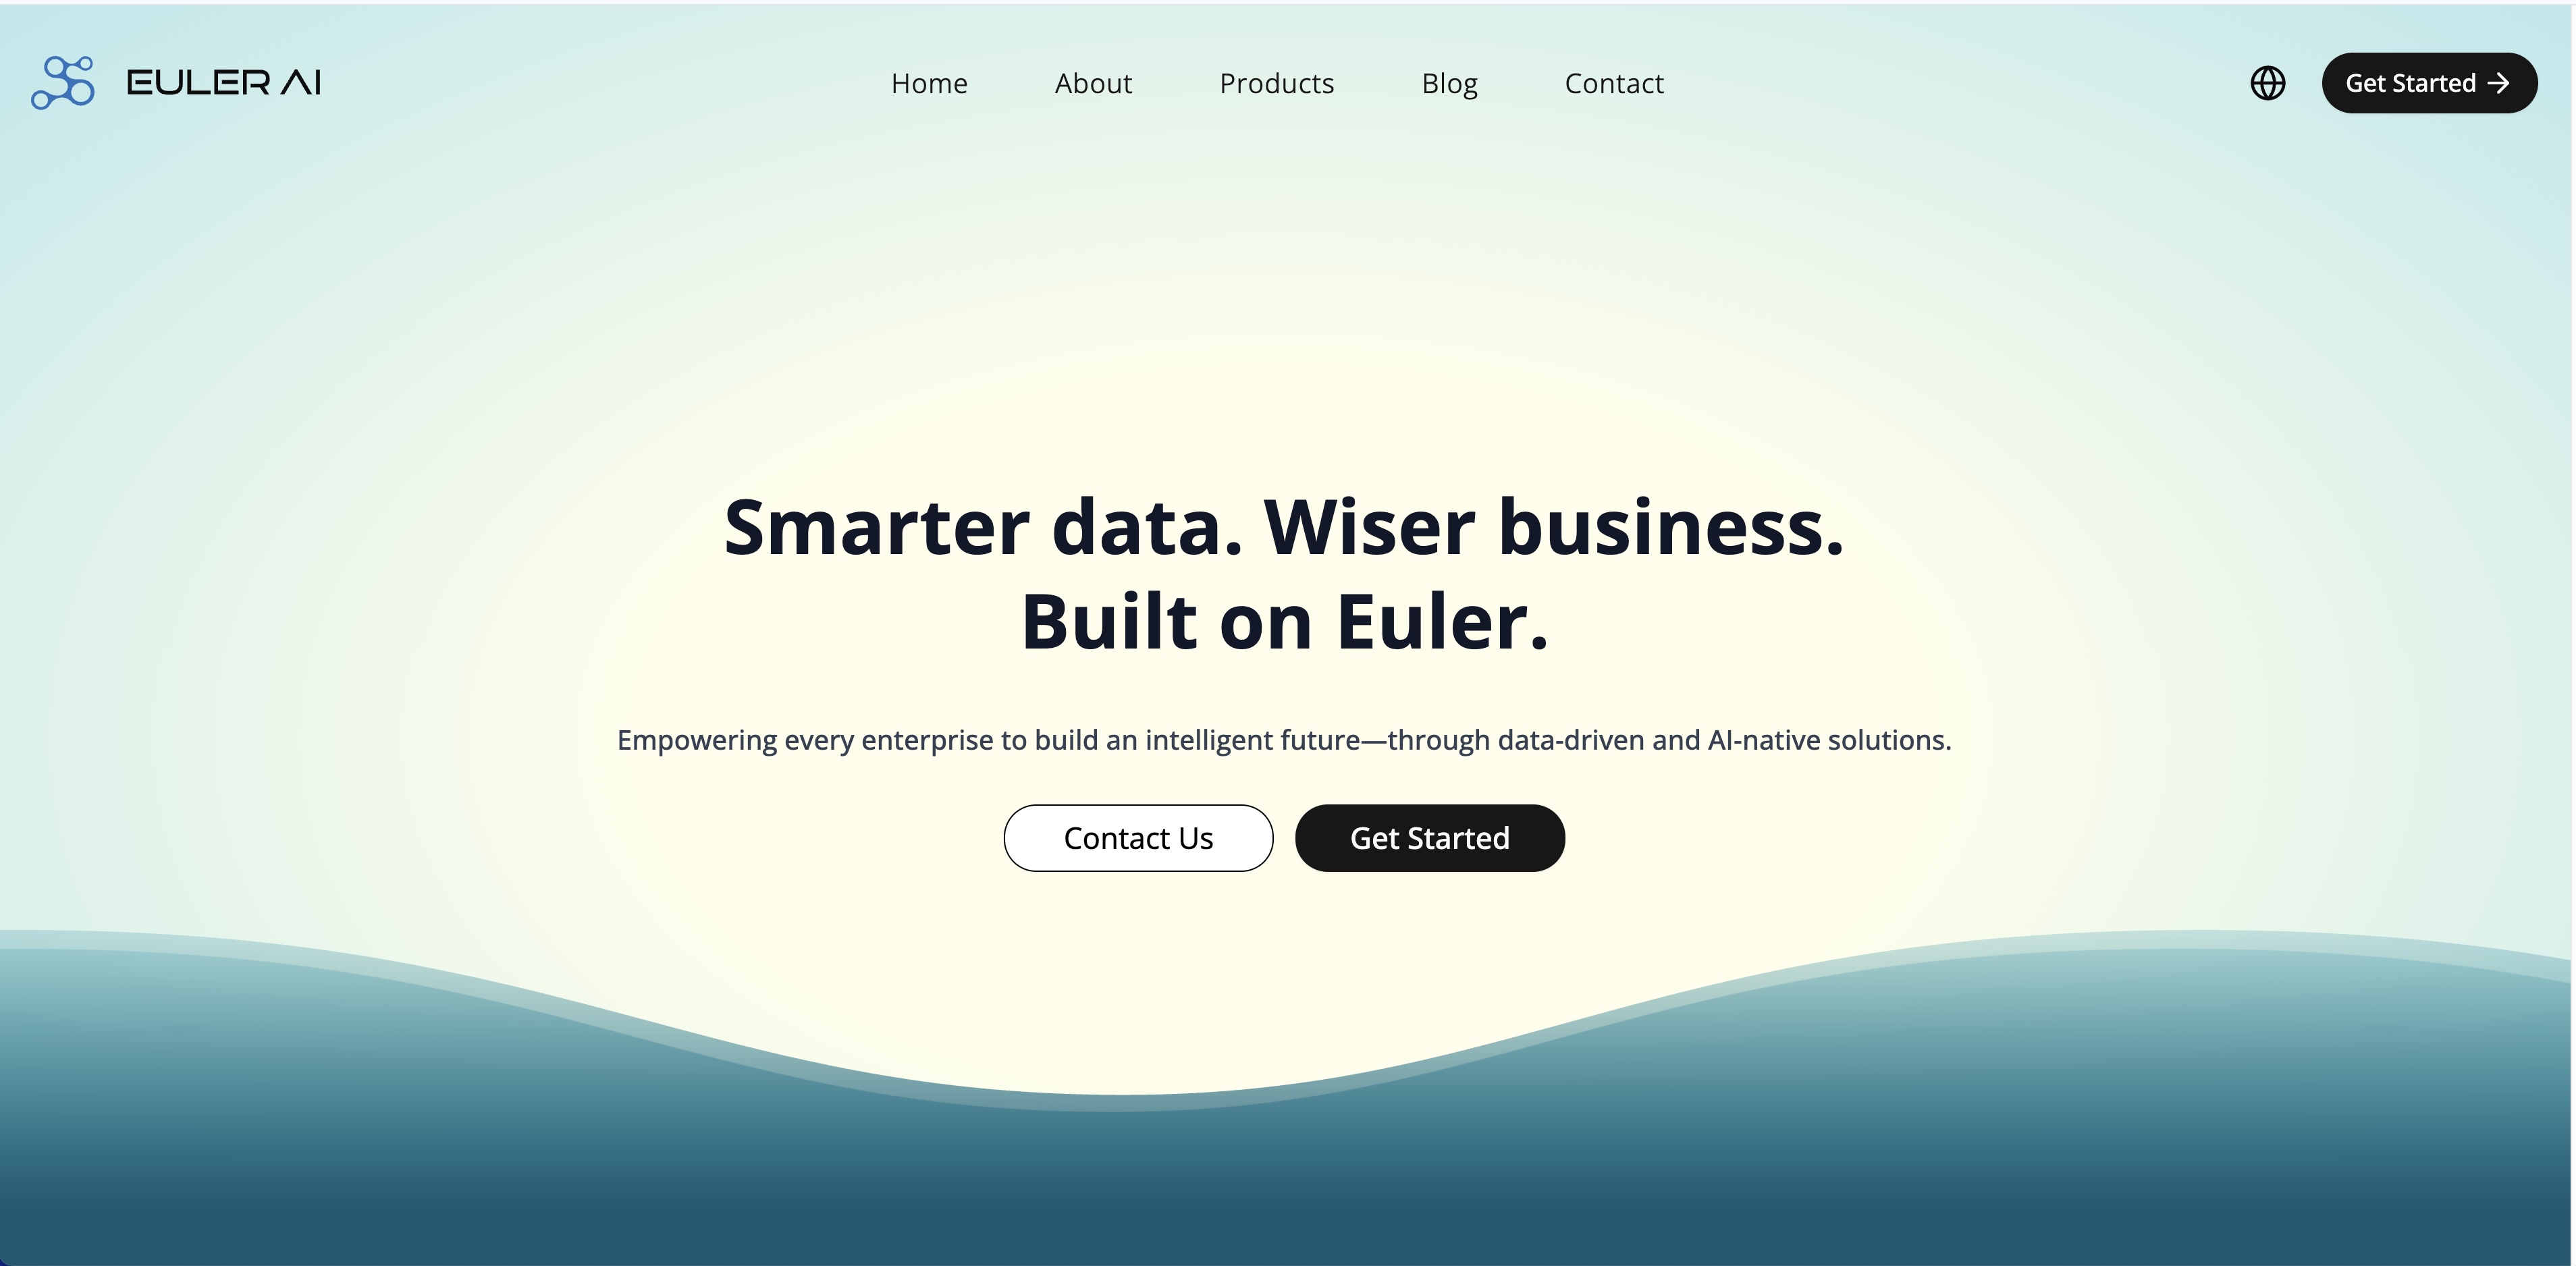 EULER AI
Home
About
Products
Blog
Contact
Get Started
Smarter data. Wiser business.
Built on Euler.
Empowering every enterprise to build an intelligent future—through data-driven and AI-native solutions.
Contact Us
Get Started